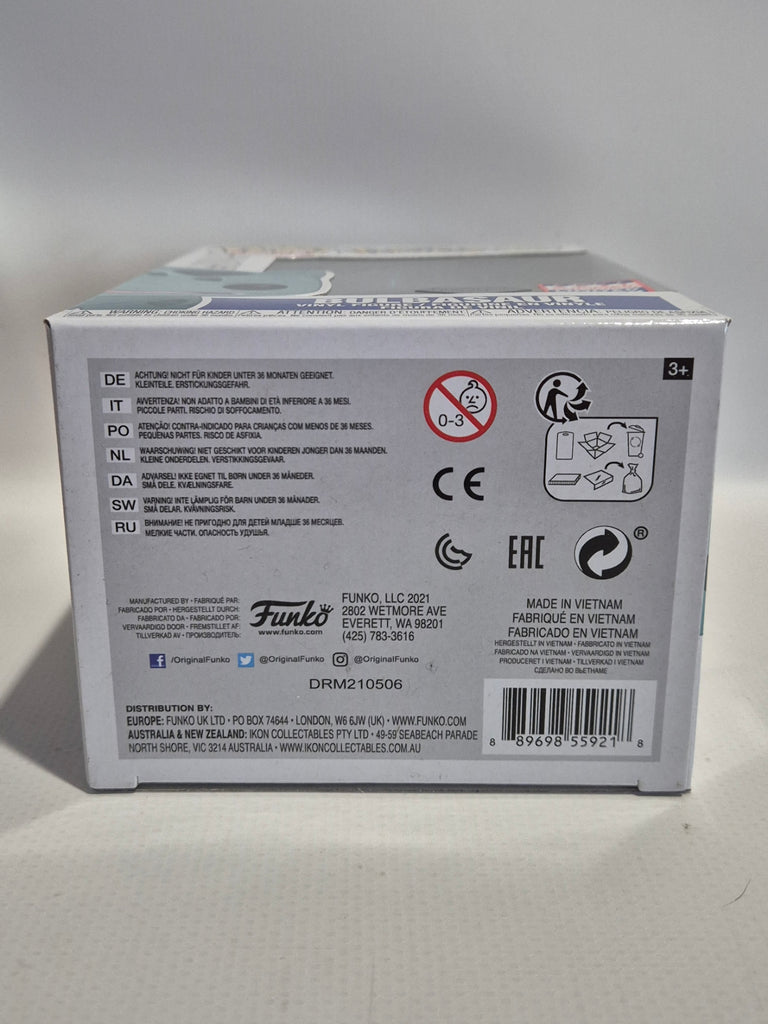 BULBASAUR
WARNING: CHOKING HAZARD
ATTENTION DANGER D'ÉTOUFFEMENT
ADVERTENCIA PELIGRO DE ASFIXIA
DE ACHTUNG! NICHT FÜR KINDER UNTER 36 MONATEN GEEIGNET.
KLEINTEILE. ERSTICKUNGSGEFAHR.
IT AVVERTENZA! NON ADATTO A BAMBINI DI ETÀ INFERIORE A 36 MESI.
PICCOLE PARTI. RISCHIO DI SOFFOCAMENTO.
PO ATENÇÃO! CONTRA-INDICADO PARA CRIANÇAS COM MENOS DE 36 MESES.
PEQUENAS PARTES. RISCO DE ASFIXIA.
NL WAARSCHUWING! NIET GESCHIKT VOOR KINDEREN JONGER DAN 36 MAANDEN.
KLEINE ONDERDELEN. VERSTIKKINGSGEVAAR.
DA ADVARSEL! IKKE EGNET TIL BØRN UNDER 36 MÅNEDER.
SMÅ DELE. KVÆLNINGSFARE.
SW VARNING! INTE LÄMPLIG FÖR BARN UNDER 36 MÅNADER.
SMÅ DELAR. KVÄVNINGSRISK.
RU ВНИМАНИЕ! НЕ ПРИГОДНО ДЛЯ ДЕТЕЙ МЛАДШЕ 36 МЕСЯЦЕВ.
МЕЛКИЕ ЧАСТИ. ОПАСНОСТЬ УДУШЬЯ.
3+
0-3
CE
EAC
®
MANUFACTURED BY • FABRIQUÉ PAR:
FABRICADO POR • HERGESTELLT DURCH:
FABBRICATO DA • FABRICADO POR:
VERVAARDIGD DOOR • FREMSTILLET AF:
TILLVERKAD AV • ПРОИЗВОДИТЕЛЬ:
Funko
www.funko.com
FUNKO, LLC 2021
2802 WETMORE AVE
EVERETT, WA 98201
(425) 783-3616
/OriginalFunko @OriginalFunko @OriginalFunko
DRM210506
MADE IN VIETNAM
FABRIQUÉ EN VIETNAM
FABRICADO EN VIETNAM
HERGESTELLT IN VIETNAM • FABBRICATO IN VIETNAM
FABRICADO NA VIETNAM • VERVAARDIGD IN VIETNAM
PRODUCERET I VIETNAM • TILLVERKAD I VIETNAM
СДЕЛАНО ВО ВЬЕТНАМЕ
DISTRIBUTION BY:
EUROPE: FUNKO UK LTD • PO BOX 74644 • LONDON, W6 6JW (UK) • WWW.FUNKO.COM
AUSTRALIA & NEW ZEALAND: IKON COLLECTABLES PTY LTD • 49-59 SEABEACH PARADE
NORTH SHORE, VIC 3214 AUSTRALIA • WWW.IKONCOLLECTABLES.COM.AU
8 89698 55921 8